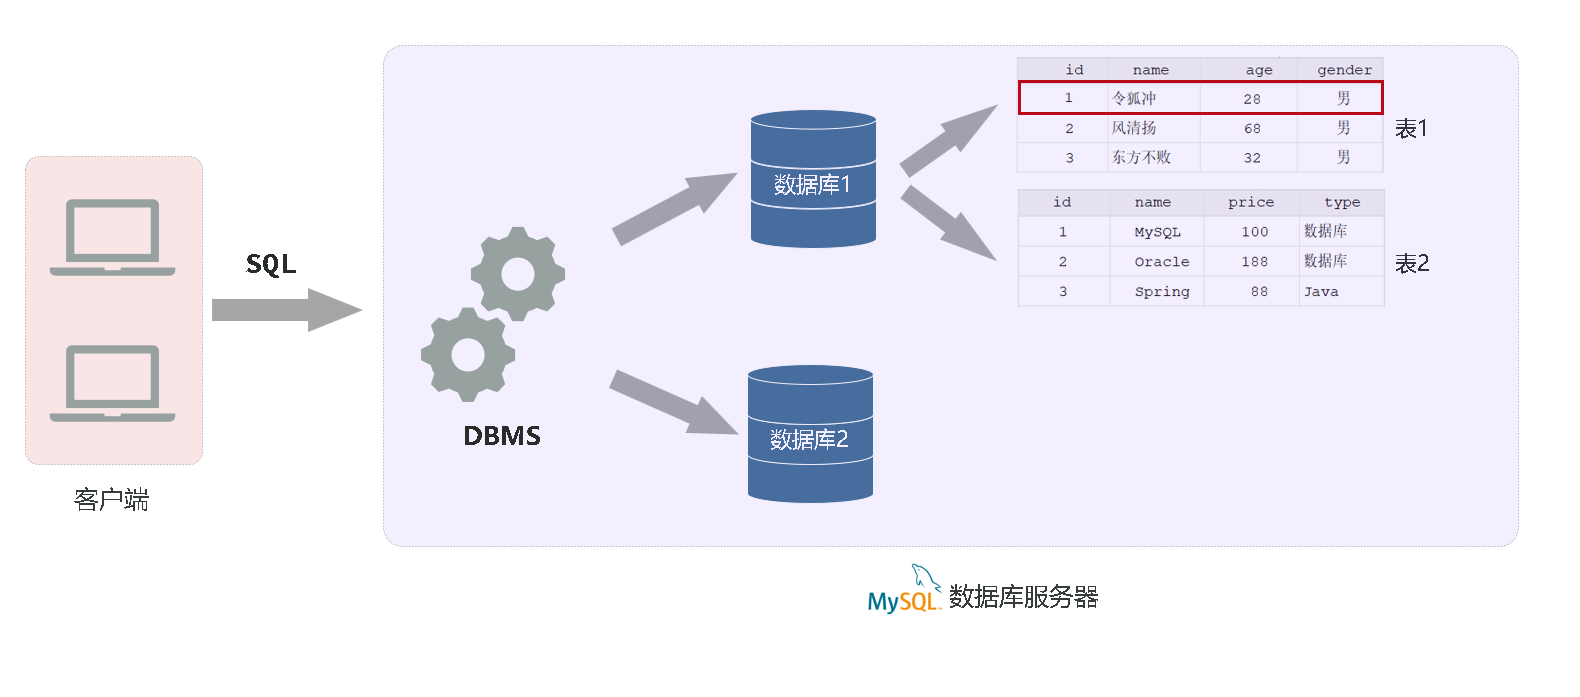 客户端
SQL
DBMS
数据库1
数据库2
id name age gender
1 令狐冲 28 男
2 风清扬 68 男
3 东方不败 32 男
表1
id name price type
1 MySQL 100 数据库
2 Oracle 188 数据库
3 Spring 88 Java
表2
MySQL 数据库服务器